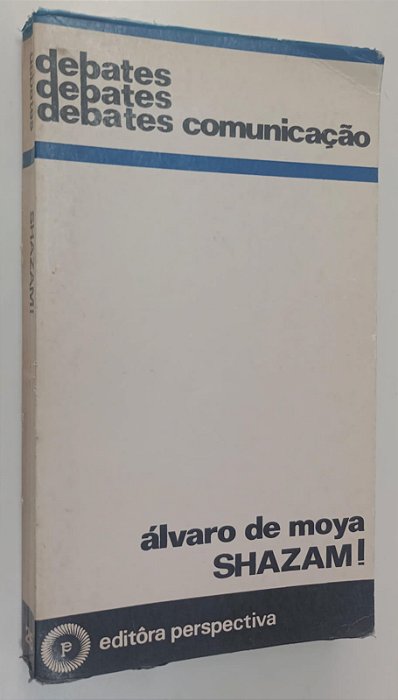 debates
debates
debates comunicação
álvaro de moya
SHAZAM!
editôra perspectiva
SHAZAM!